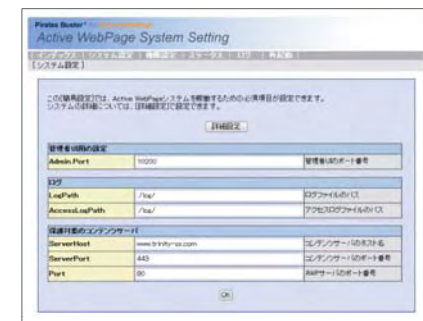 Pirates Buster
Active WebPage System Setting
[システム設定]
この[簡易設定]では、Active WebPageシステムを稼働するための必須項目が設定できます。
システムの詳細については、[詳細設定]で設定できます。
詳細設定
管理者UI用の設定
Admin.Port 10200 管理者UIのポート番号
ログ
LogPath ./log/ ログファイルのパス
AccessLogPath ./log/ アクセスログファイルのパス
保護対象のコンテンツサーバ
ServerHost www.trinity-ss.com コンテンツサーバのホスト名
ServerPort 443 コンテンツサーバのポート番号
Port 80 AWPサーバのポート番号
OK